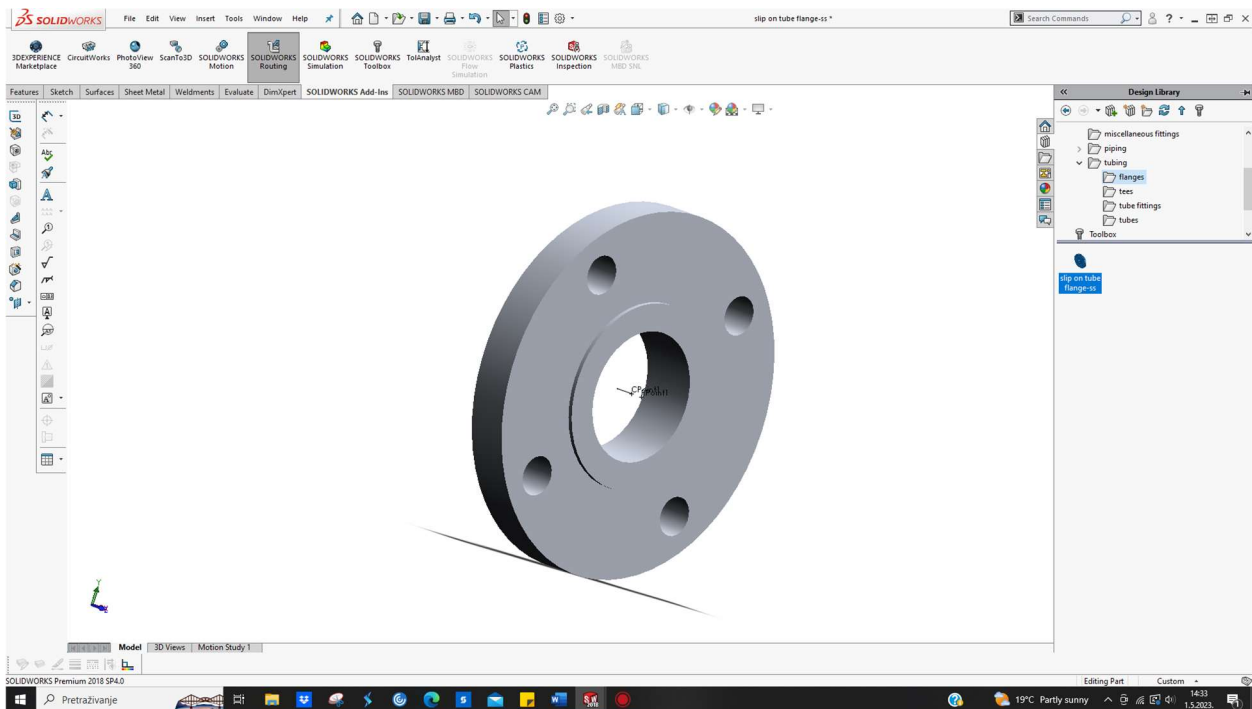 SOLIDWORKS File Edit View Insert Tools Window Help slip on tube flange-ss * Search Commands
3DEXPERIENCE Marketplace
CircuitWorks
PhotoView 360
ScanTo3D
SOLIDWORKS Motion
SOLIDWORKS Routing
SOLIDWORKS Simulation
SOLIDWORKS Toolbox
TolAnalyst
SOLIDWORKS Flow Simulation
SOLIDWORKS Plastics
SOLIDWORKS Inspection
SOLIDWORKS MBD SNL
Features Sketch Surfaces Sheet Metal Weldments Evaluate DimXpert SOLIDWORKS Add-Ins SOLIDWORKS MBD SOLIDWORKS CAM
Design Library
miscellaneous fittings
piping
tubing
flanges
tees
tube fittings
tubes
Toolbox
slip on tube
flange-ss
Model 3D Views Motion Study 1
SOLIDWORKS Premium 2018 SP4.0 Editing Part Custom
Pretraživanje 19°C Partly sunny 14:33
1.5.2023.